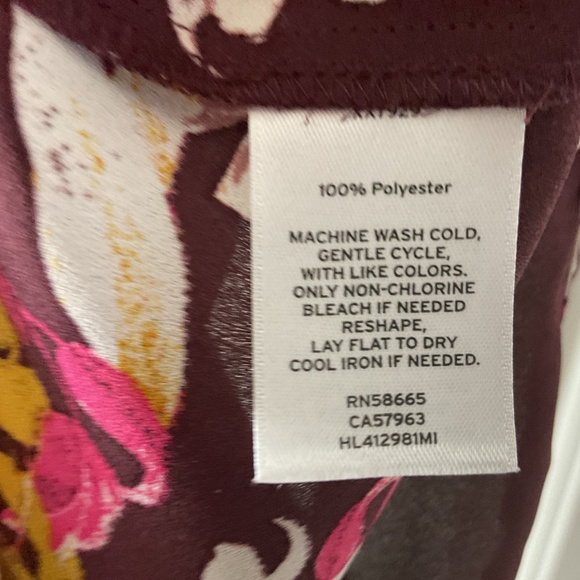 100% Polyester
MACHINE WASH COLD,
GENTLE CYCLE,
WITH LIKE COLORS.
ONLY NON-CHLORINE
BLEACH IF NEEDED
RESHAPE,
LAY FLAT TO DRY
COOL IRON IF NEEDED.
RN58665
CA57963
HL412981MI